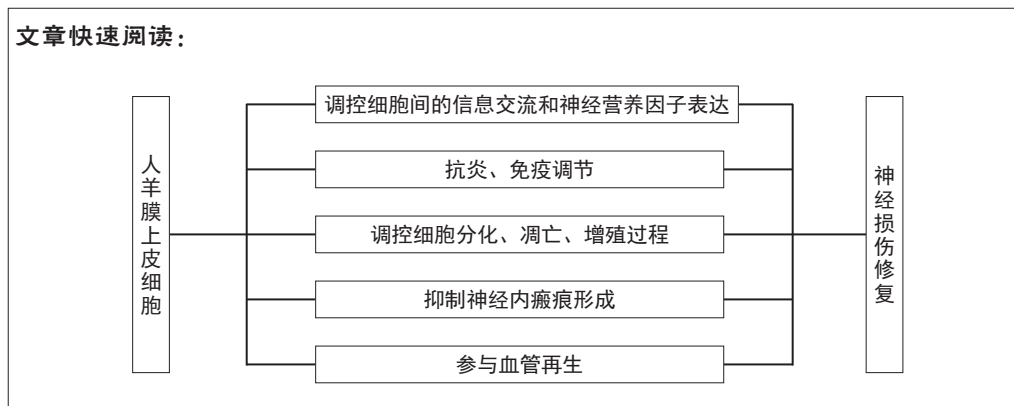 文章快速阅读：
人羊膜上皮细胞
调控细胞间的信息交流和神经营养因子表达
抗炎、免疫调节
调控细胞分化、凋亡、增殖过程
抑制神经内瘢痕形成
参与血管再生
神经损伤修复